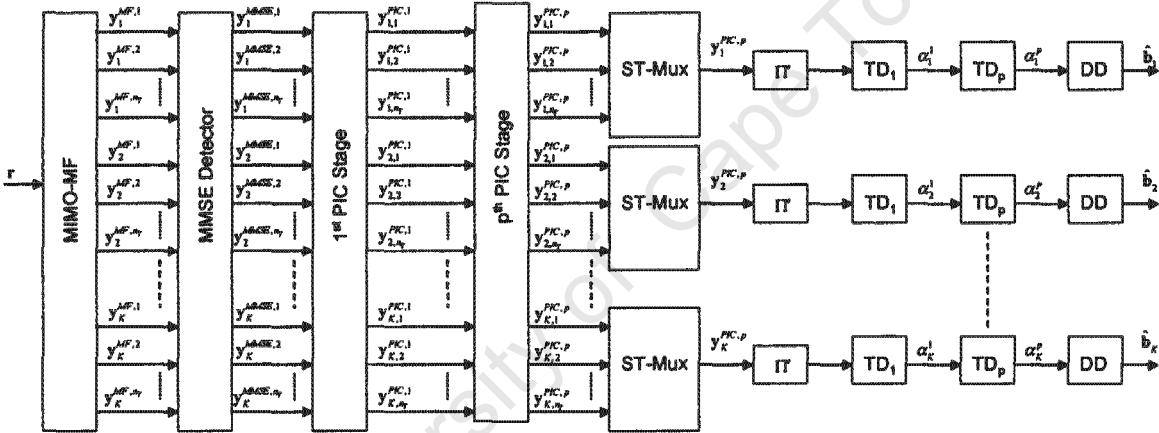 r
MIMO-MF
y_1^{MF,1}
y_1^{MF,2}
y_1^{MF,n_T}
y_2^{MF,1}
y_2^{MF,2}
y_2^{MF,n_T}
y_K^{MF,1}
y_K^{MF,2}
y_K^{MF,n_T}
MMSE Detector
y_1^{MMSE,1}
y_1^{MMSE,2}
y_1^{MMSE,n_T}
y_2^{MMSE,1}
y_2^{MMSE,2}
y_2^{MMSE,n_T}
y_K^{MMSE,1}
y_K^{MMSE,2}
y_K^{MMSE,n_T}
1st PIC Stage
y_{1,1}^{PIC,1}
y_{1,2}^{PIC,1}
y_{1,n_T}^{PIC,1}
y_{2,1}^{PIC,1}
y_{2,2}^{PIC,1}
y_{2,n_T}^{PIC,1}
y_{K,1}^{PIC,1}
y_{K,2}^{PIC,1}
y_{K,n_T}^{PIC,1}
pth PIC Stage
y_{1,1}^{PIC,p}
y_{1,2}^{PIC,p}
y_{1,n_T}^{PIC,p}
y_{2,1}^{PIC,p}
y_{2,2}^{PIC,p}
y_{2,n_T}^{PIC,p}
y_{K,1}^{PIC,p}
y_{K,2}^{PIC,p}
y_{K,n_T}^{PIC,p}
ST-Mux
y_1^{PIC,p}
Π'
TD_1
α_1^1
TD_p
α_1^p
DD
b̂_1
ST-Mux
y_2^{PIC,p}
Π'
TD_1
α_2^1
TD_p
α_2^p
DD
b̂_2
ST-Mux
y_K^{PIC,p}
Π'
TD_1
α_K^1
TD_p
α_K^p
DD
b̂_K
of Cape To